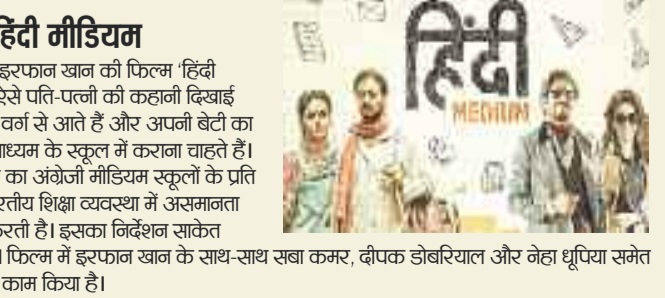 हिंदी मीडियम
इरफान खान की फिल्म 'हिंदी
ऐसे पति-पत्नी की कहानी दिखाई
वर्ग से आते हैं और अपनी बेटी का
ाध्यम के स्कूल में कराना चाहते हैं।
का अंग्रेजी मीडियम स्कूलों के प्रति
रतीय शिक्षा व्यवस्था में असमानता
रती है। इसका निर्देशन साकेत
। फिल्म में इरफान खान के साथ-साथ सबा कमर, दीपक डोबरियाल और नेहा धूपिया समेत
काम किया है।
हिंदी
MEDIUM